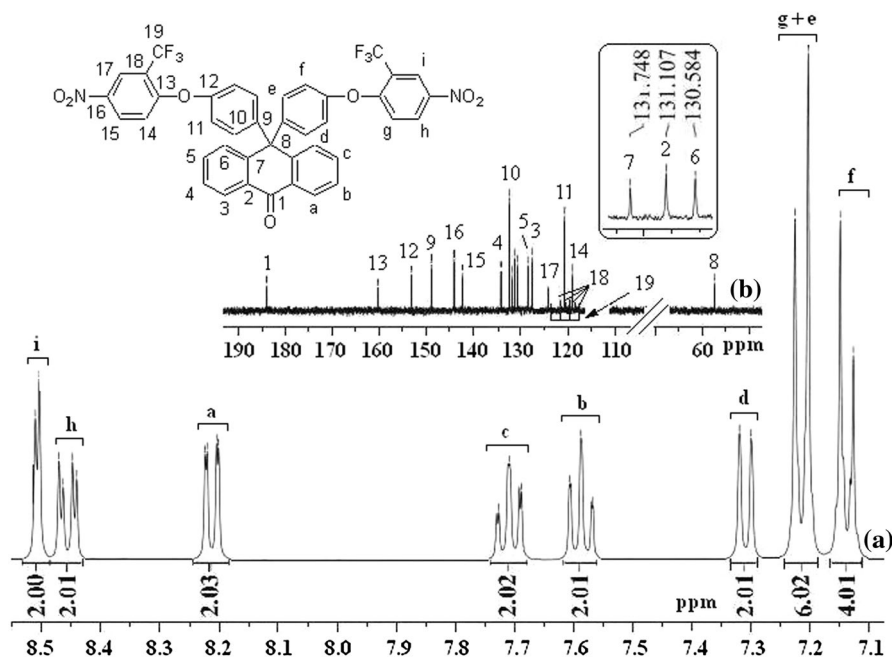 19
CF₃
F₃C
g + e
17
18
12
f
i
13
e
O₂N
O
O
NO₂
16
10
9
15
14
11
8
d
g
h
6
7
c
5
4
2
1
b
3
O
a
131.748
131.107
130.584
7
2
6
10
11
f
1
13
12
9
16
15
4
5
3
17
14
18
19
8
(b)
190
180
170
160
150
140
130
120
110
60
ppm
i
h
a
c
b
d
(a)
2.00
2.01
2.03
2.02
2.01
2.01
6.02
4.01
ppm
8.5
8.4
8.3
8.2
8.1
8.0
7.9
7.8
7.7
7.6
7.5
7.4
7.3
7.2
7.1